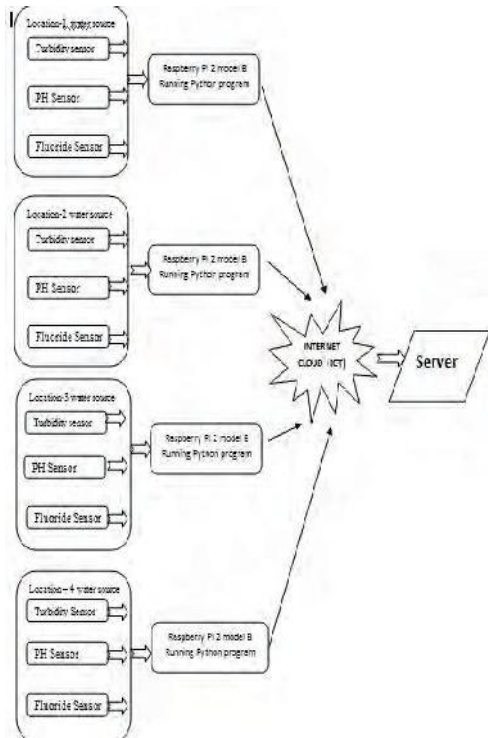 Location-1 water source
Turbidity sensor
PH Sensor
Fluoride Sensor
Raspberry Pi 2 model B
Running Python program
Location-2 water source
Turbidity sensor
PH Sensor
Fluoride Sensor
Raspberry Pi 2 model B
Running Python program
INTERNET
CLOUD (ICT)
Server
Location-3 water source
Turbidity sensor
PH Sensor
Fluoride Sensor
Raspberry Pi 2 model B
Running Python program
Location-4 water source
Turbidity Sensor
PH Sensor
Fluoride Sensor
Raspberry Pi 2 model B
Running Python program